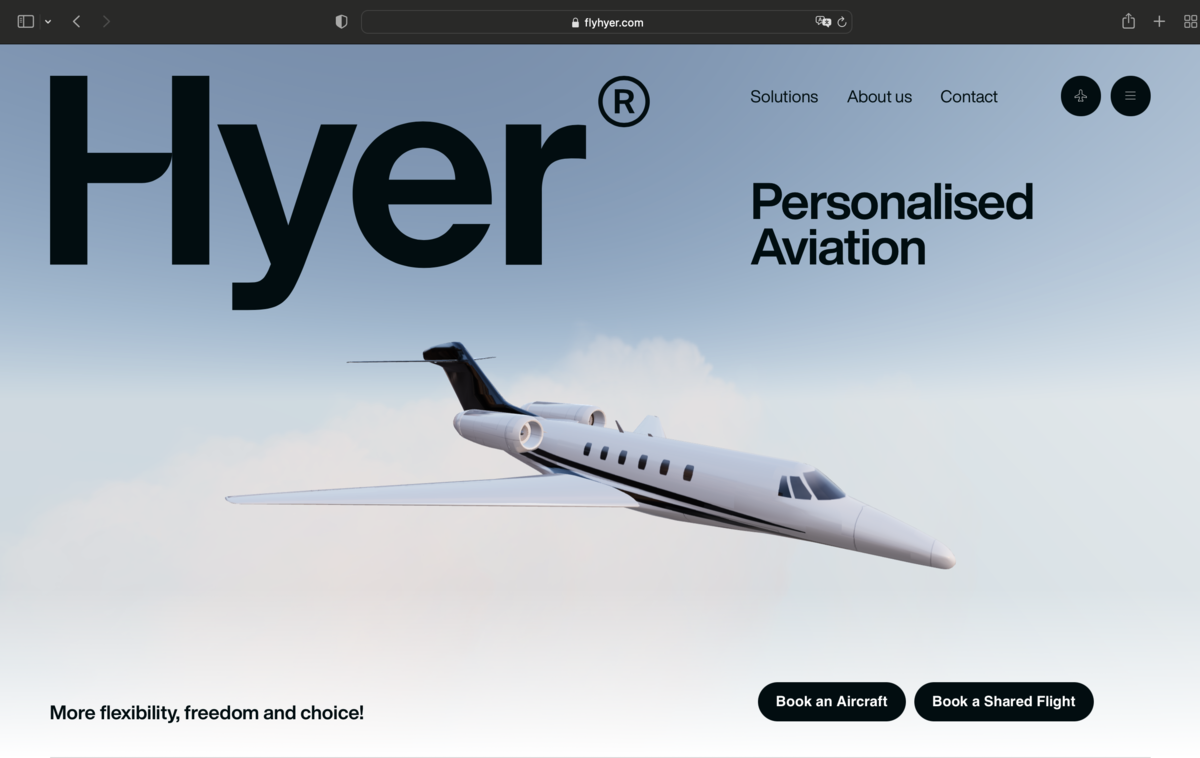 flyhyer.com
Hyer®
Solutions About us Contact
Personalised
Aviation
More flexibility, freedom and choice!
Book an Aircraft Book a Shared Flight